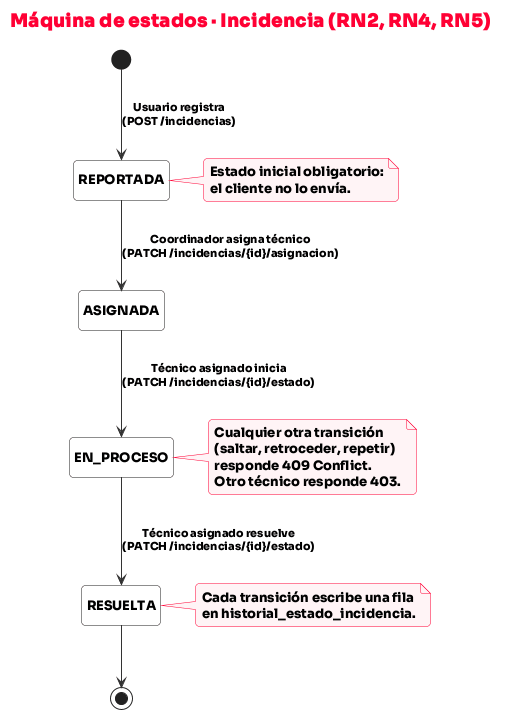 Máquina de estados · Incidencia (RN2, RN4, RN5)
Usuario registra
(POST /incidencias)
REPORTADA
Estado inicial obligatorio:
el cliente no lo envía.
Coordinador asigna técnico
(PATCH /incidencias/{id}/asignacion)
ASIGNADA
Técnico asignado inicia
(PATCH /incidencias/{id}/estado)
EN_PROCESO
Cualquier otra transición
(saltar, retroceder, repetir)
responde 409 Conflict.
Otro técnico responde 403.
Técnico asignado resuelve
(PATCH /incidencias/{id}/estado)
RESUELTA
Cada transición escribe una fila
en historial_estado_incidencia.